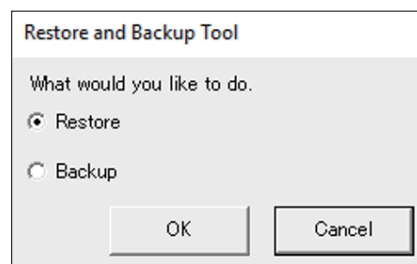 Restore and Backup Tool
What would you like to do.
Restore
Backup
OK Cancel